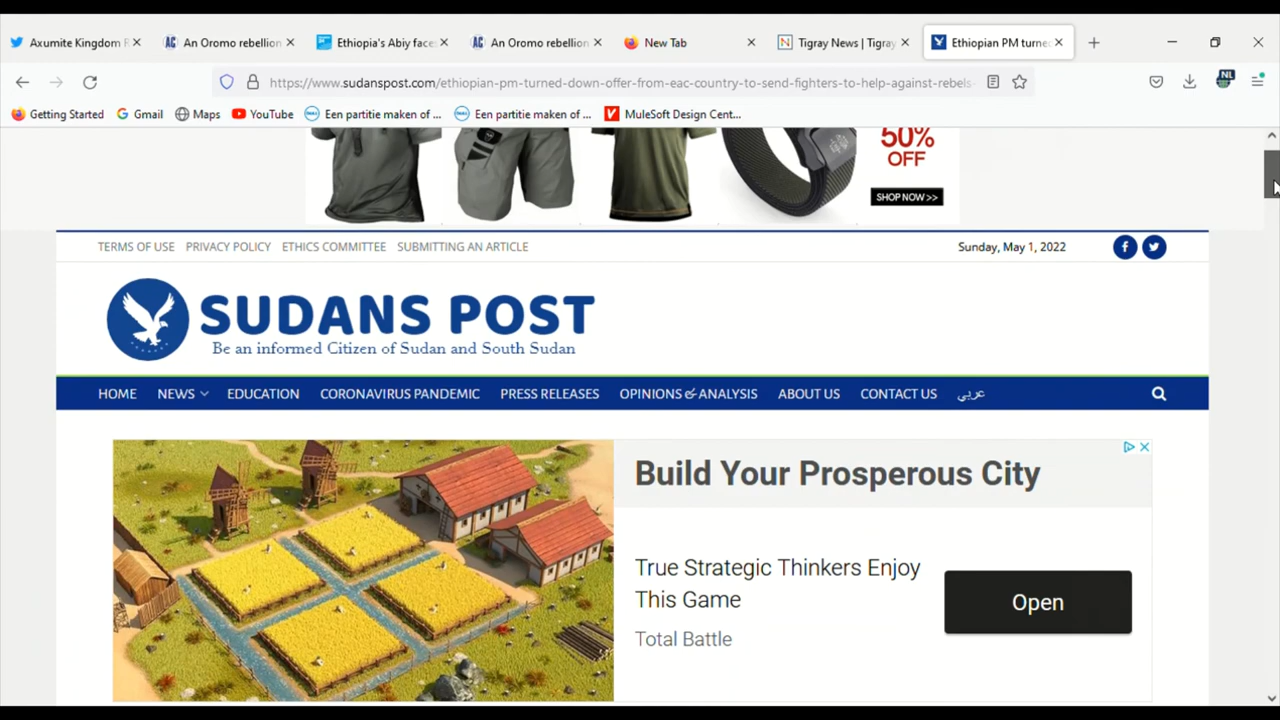 Axumite Kingdom R
An Oromo rebellion
Ethiopia's Abiy face
An Oromo rebellion
New Tab
Tigray News | Tigray
Ethiopian PM turne
https://www.sudanspost.com/ethiopian-pm-turned-down-offer-from-eac-country-to-send-fighters-to-help-against-rebels-
NL
Getting Started
Gmail
Maps
YouTube
Een partitie maken of ...
Een partitie maken of ...
MuleSoft Design Cent...
50%
OFF
SHOP NOW >>
TERMS OF USE PRIVACY POLICY ETHICS COMMITTEE SUBMITTING AN ARTICLE
Sunday, May 1, 2022
SUDANS POST
Be an informed Citizen of Sudan and South Sudan
HOME NEWS EDUCATION CORONAVIRUS PANDEMIC PRESS RELEASES OPINIONS & ANALYSIS ABOUT US CONTACT US عربي
Build Your Prosperous City
True Strategic Thinkers Enjoy
This Game
Total Battle
Open